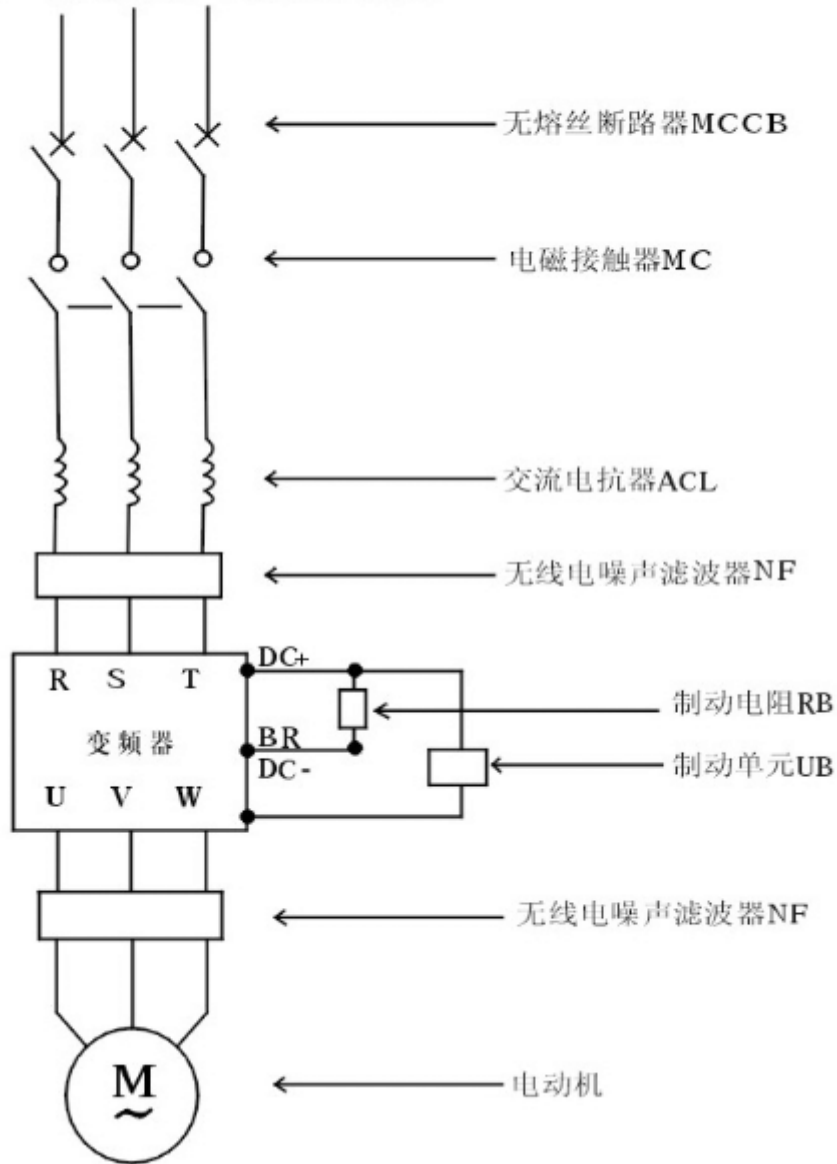 无熔丝断路器MCCB
电磁接触器MC
交流电抗器ACL
无线电噪声滤波器NF
R S T
DC+
制动电阻RB
变频器
BR
DC-
制动单元UB
U V W
无线电噪声滤波器NF
M
~
电动机